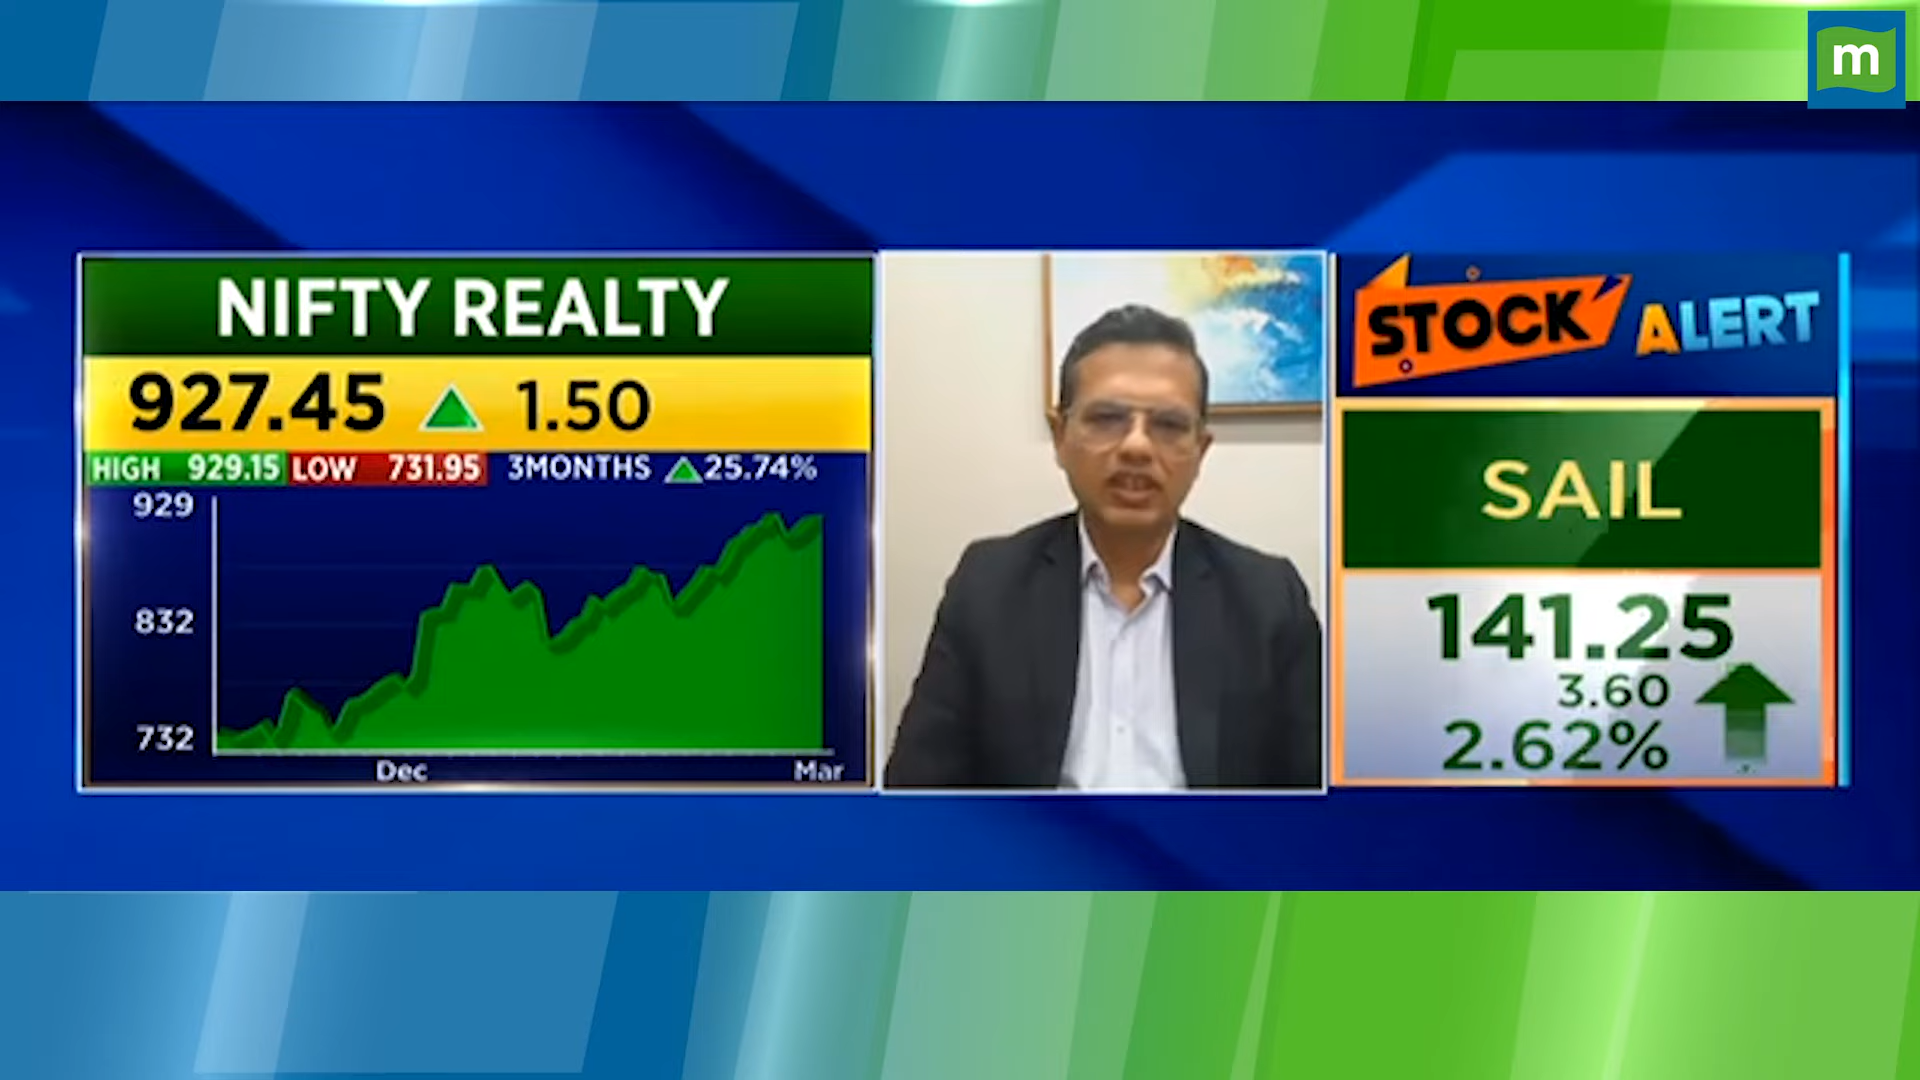 m
NIFTY REALTY
927.45 ▲ 1.50
HIGH 929.15 LOW 731.95 3MONTHS ▲25.74%
929
832
732
Dec Mar
STOCK ALERT
SAIL
141.25
3.60
2.62%